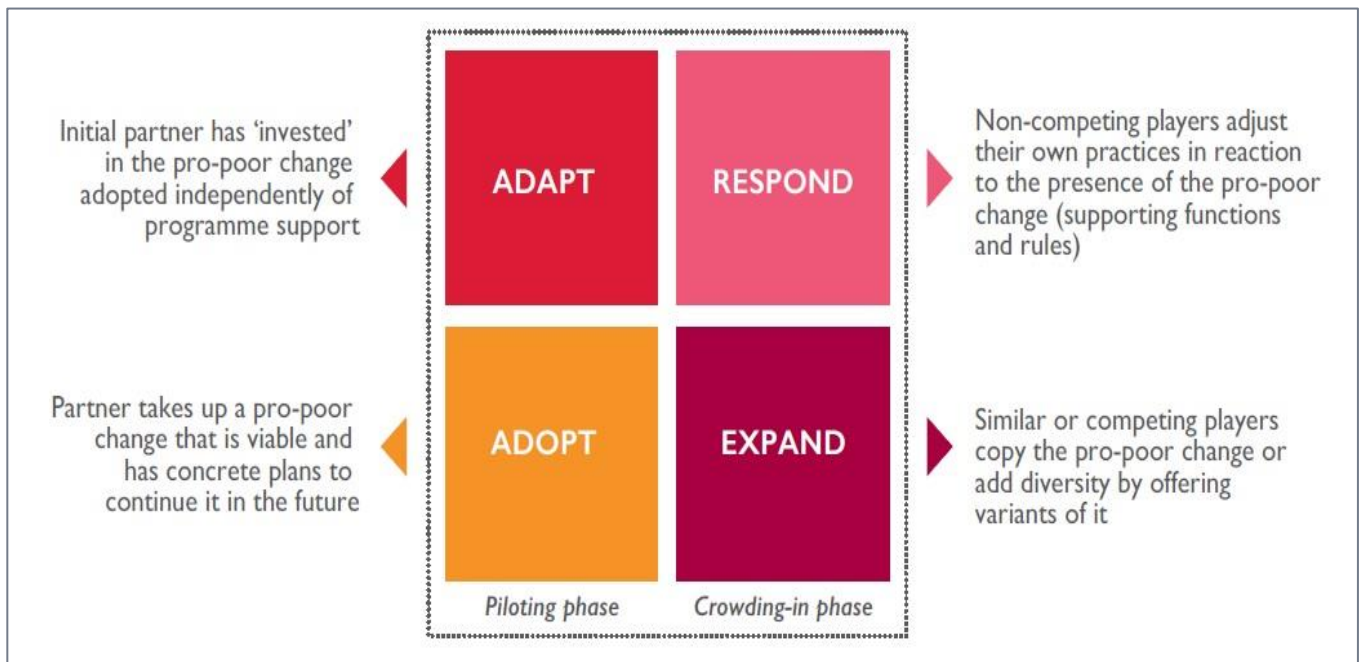 Initial partner has ‘invested’
in the pro-poor change
adopted independently of
programme support
ADAPT
RESPOND
Non-competing players adjust
their own practices in reaction
to the presence of the pro-poor
change (supporting functions
and rules)
Partner takes up a pro-poor
change that is viable and
has concrete plans to
continue it in the future
ADOPT
EXPAND
Similar or competing players
copy the pro-poor change or
add diversity by offering
variants of it
Piloting phase
Crowding-in phase